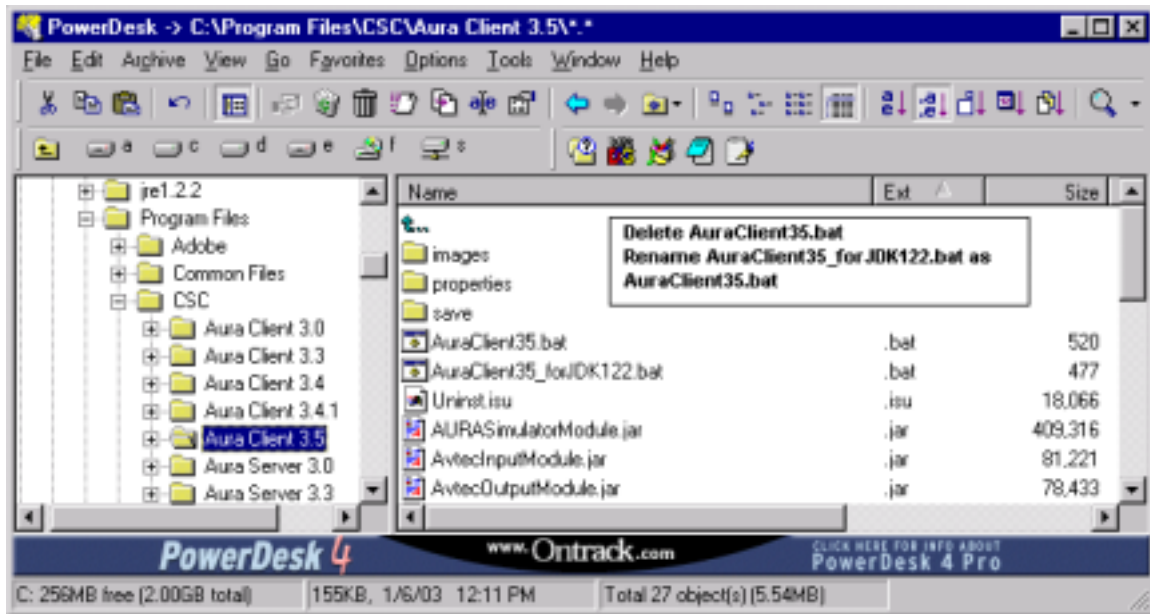 PowerDesk -> C:\Program Files\CSC\Aura Client 3.5\*.*
File Edit Archive View Go Favorites Options Tools Window Help
a c d e f s
jre1.2.2
Program Files
Adobe
Common Files
CSC
Aura Client 3.0
Aura Client 3.3
Aura Client 3.4
Aura Client 3.4.1
Aura Client 3.5
Aura Server 3.0
Aura Server 3.3
Name Ext Size
Delete AuraClient35.bat
Rename AuraClient35_forJDK122.bat as
AuraClient35.bat
images
properties
save
AuraClient35.bat .bat 520
AuraClient35_forJDK122.bat .bat 477
Uninst.isu .isu 18,066
AURASimulatorModule.jar .jar 409,316
AvtecInputModule.jar .jar 81,221
AvtecOutputModule.jar .jar 78,433
PowerDesk 4
www.Ontrack.com
CLICK HERE FOR INFO ABOUT
PowerDesk 4 Pro
C: 256MB free (2.00GB total) 155KB, 1/6/03 12:11 PM Total 27 object(s) (5.54MB)